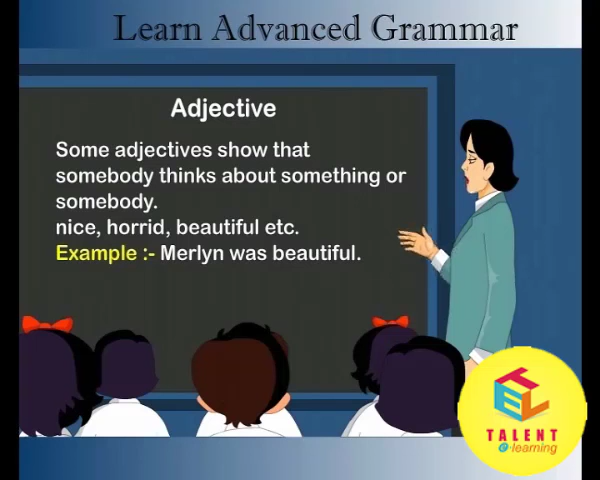 Learn Advanced Grammar
Adjective
Some adjectives show that
somebody thinks about something or
somebody.
nice, horrid, beautiful etc.
Example :- Merlyn was beautiful.
TEL
TALENT
e-learning